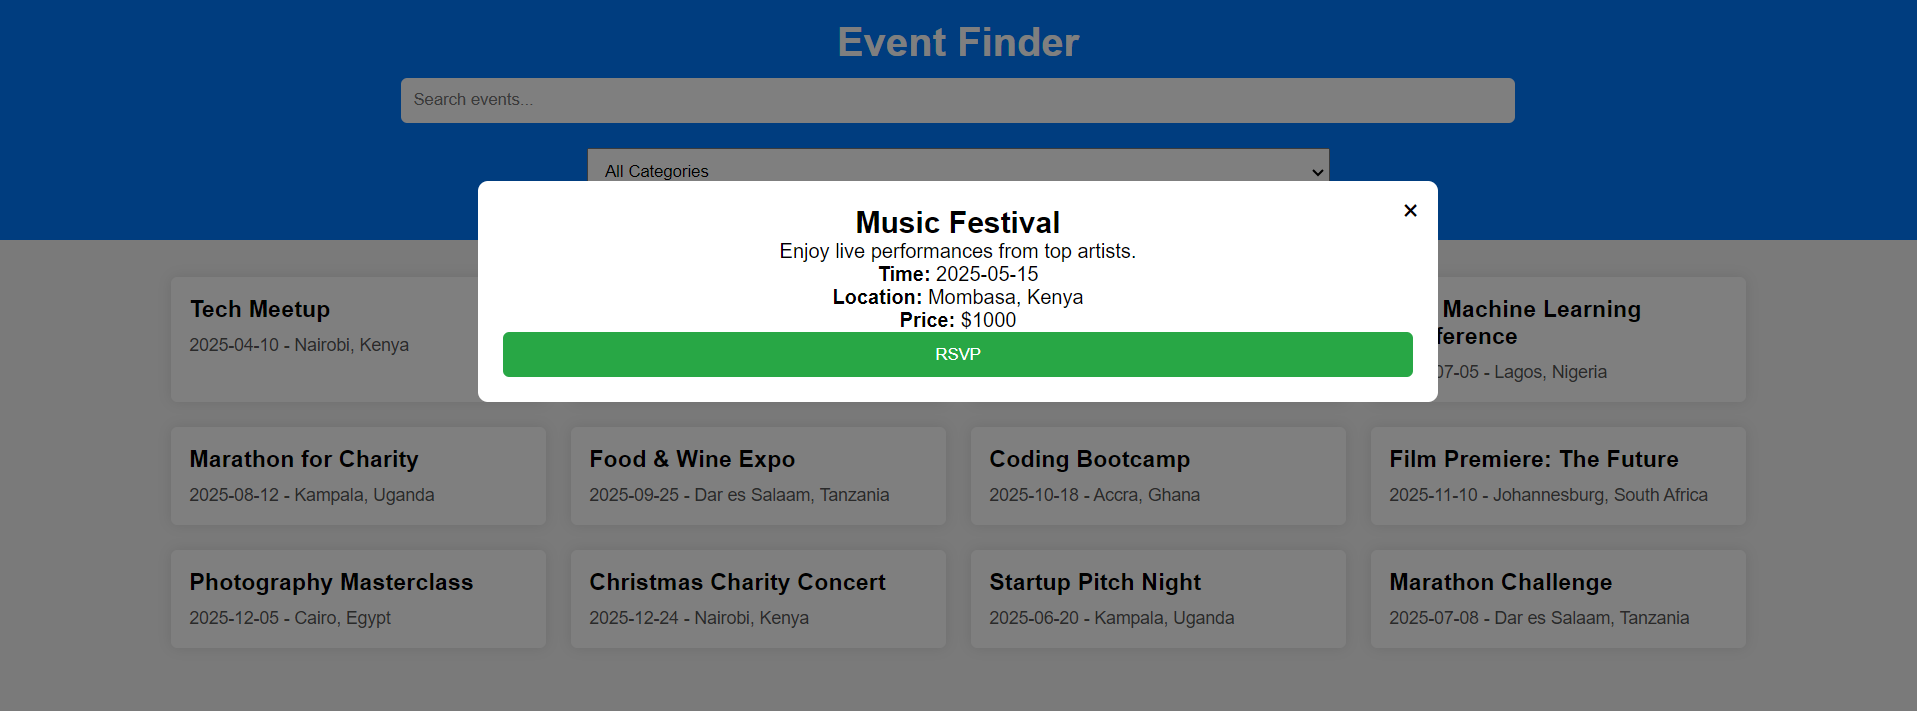 Event Finder
Search events...
All Categories
×
Music Festival
Enjoy live performances from top artists.
Time: 2025-05-15
Location: Mombasa, Kenya
Price: $1000
RSVP
Tech Meetup
2025-04-10 - Nairobi, Kenya
Machine Learning
ference
07-05 - Lagos, Nigeria
Marathon for Charity
2025-08-12 - Kampala, Uganda
Food & Wine Expo
2025-09-25 - Dar es Salaam, Tanzania
Coding Bootcamp
2025-10-18 - Accra, Ghana
Film Premiere: The Future
2025-11-10 - Johannesburg, South Africa
Photography Masterclass
2025-12-05 - Cairo, Egypt
Christmas Charity Concert
2025-12-24 - Nairobi, Kenya
Startup Pitch Night
2025-06-20 - Kampala, Uganda
Marathon Challenge
2025-07-08 - Dar es Salaam, Tanzania